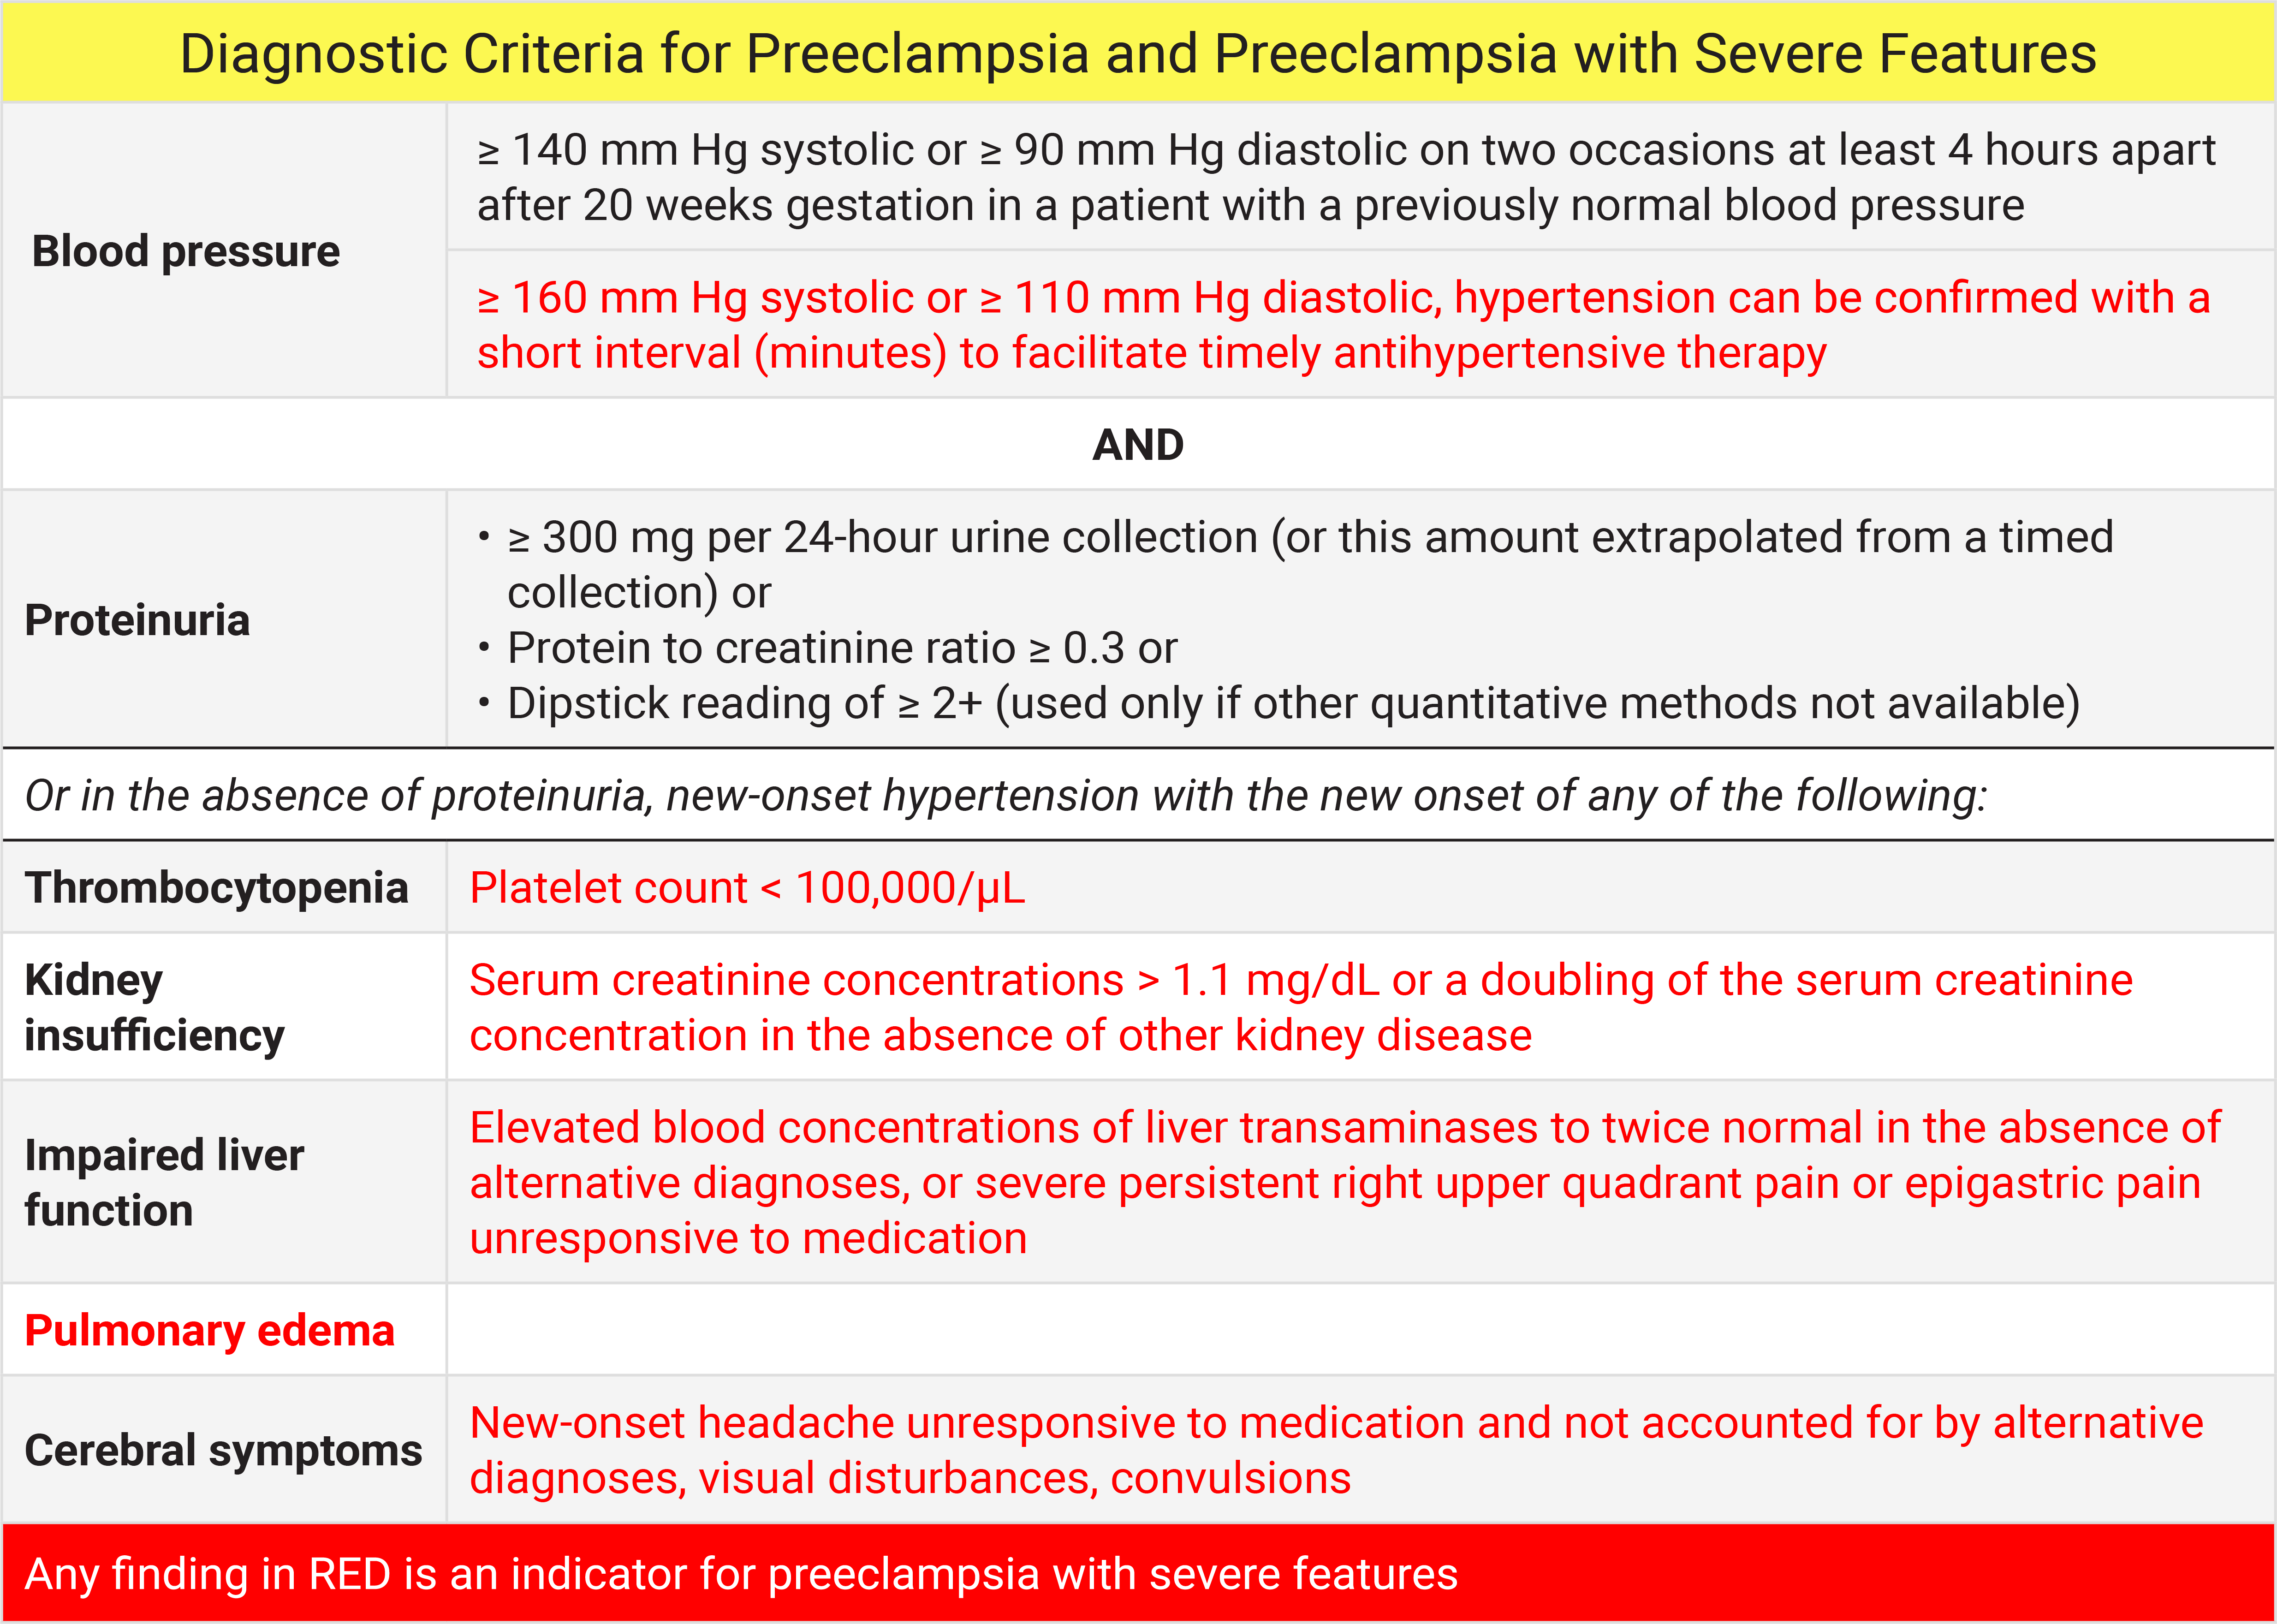 Diagnostic Criteria for Preeclampsia and Preeclampsia with Severe Features
Blood pressure
≥ 140 mm Hg systolic or ≥ 90 mm Hg diastolic on two occasions at least 4 hours apart
after 20 weeks gestation in a patient with a previously normal blood pressure
≥ 160 mm Hg systolic or ≥ 110 mm Hg diastolic, hypertension can be confirmed with a
short interval (minutes) to facilitate timely antihypertensive therapy
AND
Proteinuria
• ≥ 300 mg per 24-hour urine collection (or this amount extrapolated from a timed
collection) or
• Protein to creatinine ratio ≥ 0.3 or
• Dipstick reading of ≥ 2+ (used only if other quantitative methods not available)
Or in the absence of proteinuria, new-onset hypertension with the new onset of any of the following:
Thrombocytopenia
Platelet count < 100,000/µL
Kidney
insufficiency
Serum creatinine concentrations > 1.1 mg/dL or a doubling of the serum creatinine
concentration in the absence of other kidney disease
Impaired liver
function
Elevated blood concentrations of liver transaminases to twice normal in the absence of
alternative diagnoses, or severe persistent right upper quadrant pain or epigastric pain
unresponsive to medication
Pulmonary edema
Cerebral symptoms
New-onset headache unresponsive to medication and not accounted for by alternative
diagnoses, visual disturbances, convulsions
Any finding in RED is an indicator for preeclampsia with severe features